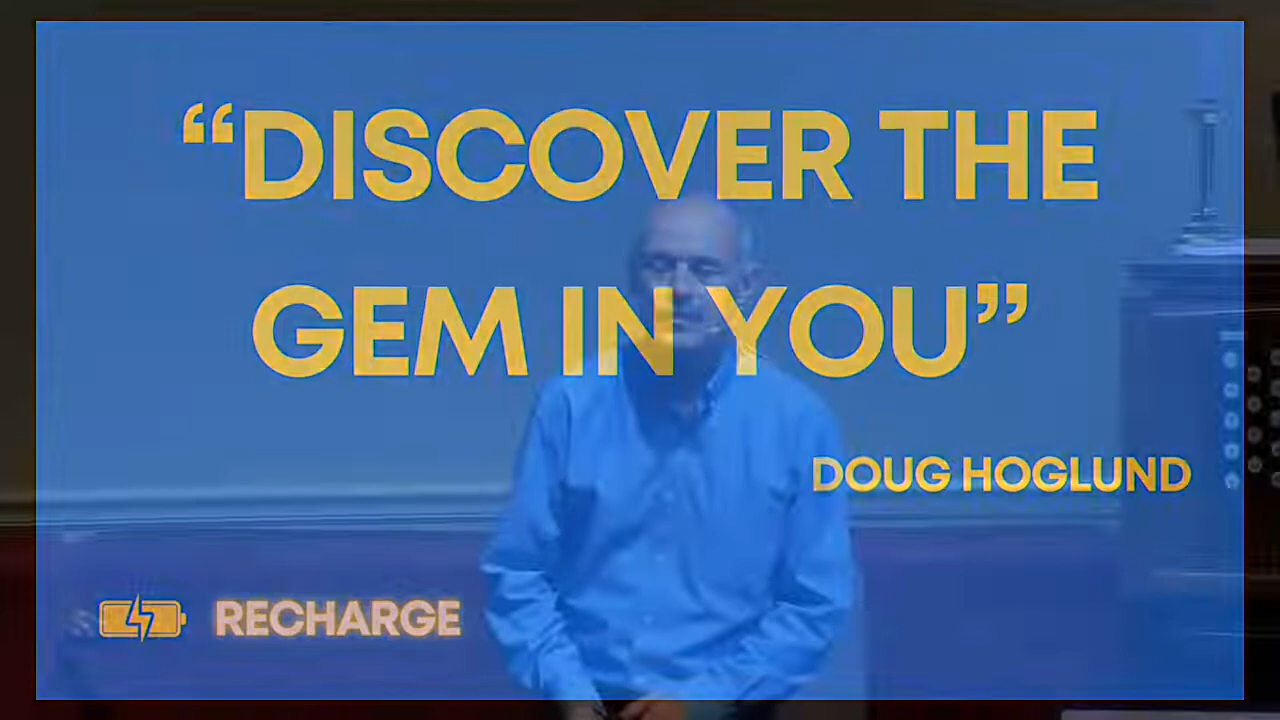 “DISCOVER THE
GEM IN YOU”
DOUG HOGLUND
RECHARGE